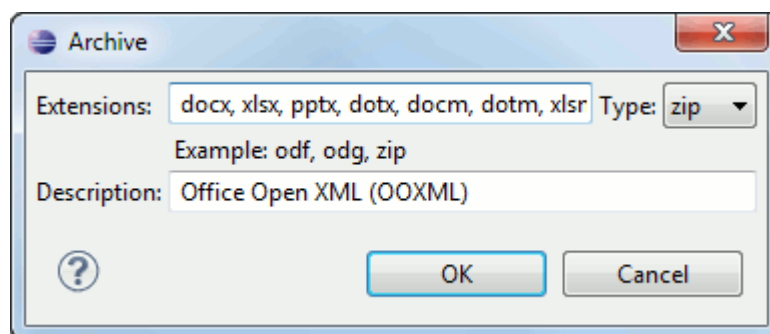 Archive
Extensions: docx, xlsx, pptx, dotx, docm, dotm, Type: zip
Example: odf, odg, zip
Description: Office Open XML (OOXML)
? OK Cancel